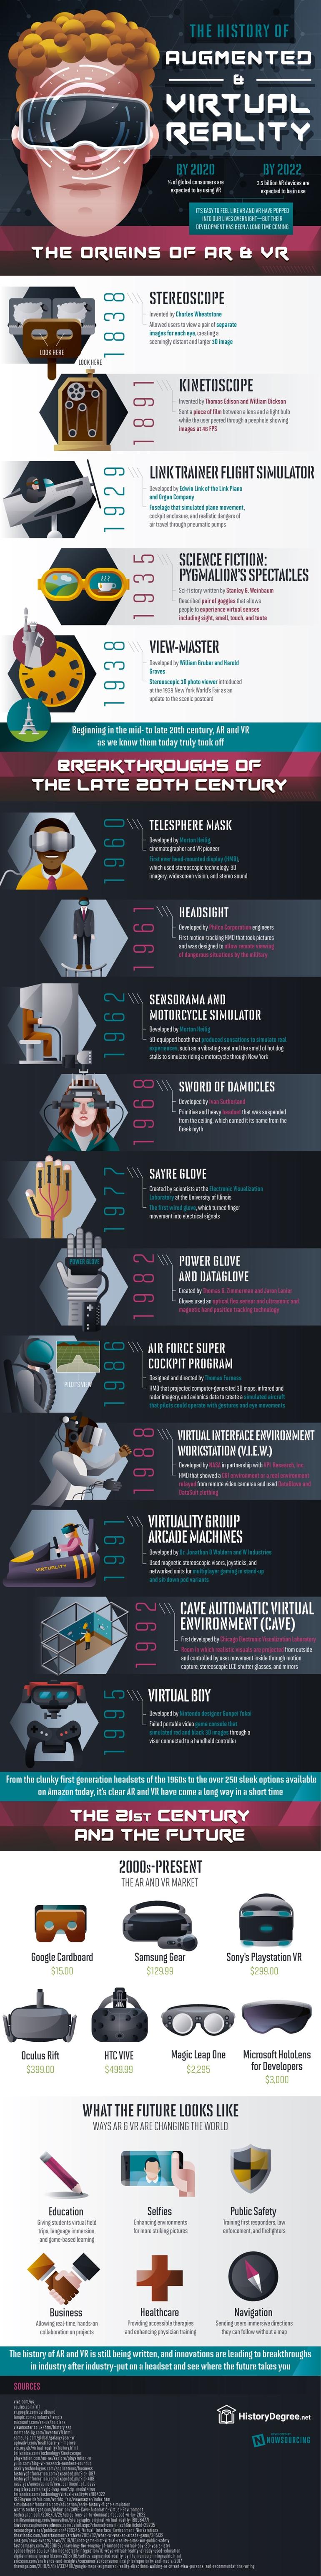 THE HISTORY OF
AUGMENTED
&
VIRTUAL
REALITY
BY 2020
⅓ of global consumers are
expected to be using VR
BY 2022
3.5 billion AR devices are
expected to be in use
IT'S EASY TO FEEL LIKE AR AND VR HAVE POPPED
INTO OUR LIVES OVERNIGHT—BUT THEIR
DEVELOPMENT HAS BEEN A LONG TIME COMING
THE ORIGINS OF AR & VR
LOOK HERE
1838
STEREOSCOPE
Invented by Charles Wheatstone
Allowed users to view a pair of separate
images for each eye, creating a
seemingly distant and larger 3D image
LOOK HERE
1891
KINETOSCOPE
Invented by Thomas Edison and William Dickson
Sent a piece of film between a lens and a light bulb
while the user peered through a peephole showing
images at 46 FPS
1929
LINK TRAINER FLIGHT SIMULATOR
Developed by Edwin Link of the Link Piano
and Organ Company
Fuselage that simulated plane movement,
cockpit enclosure, and realistic dangers of
air travel through pneumatic pumps
1935
SCIENCE FICTION:
PYGMALION'S SPECTACLES
Sci-fi story written by Stanley G. Weinbaum
Described pair of goggles that allows
people to experience virtual senses
including sight, smell, touch, and taste
1938
VIEW-MASTER
Developed by William Gruber and Harold
Graves
Stereoscopic 3D photo viewer introduced
at the 1939 New York World's Fair as an
update to the scenic postcard
Beginning in the mid- to late 20th century, AR and VR
as we know them today truly took off
BREAKTHROUGHS OF
THE LATE 20TH CENTURY
1960
TELESPHERE MASK
Developed by Morton Heilig,
cinematographer and VR pioneer
First ever head-mounted display (HMD),
which used stereoscopic technology, 3D
imagery, widescreen vision, and stereo sound
1961
HEADSIGHT
Developed by Philco Corporation engineers
First motion-tracking HMD that took pictures
and was designed to allow remote viewing
of dangerous situations by the military
1962
SENSORAMA AND
MOTORCYCLE SIMULATOR
Developed by Morton Heilig
3D-equipped booth that produced sensations to simulate real
experiences, such as a vibrating seat and the smell of hot dog
stalls to simulate riding a motorcycle through New York
1968
SWORD OF DAMOCLES
Developed by Ivan Sutherland
Primitive and heavy headset that was suspended
from the ceiling, which earned it its name from the
Greek myth
1977
SAYRE GLOVE
Created by scientists at the Electronic Visualization
Laboratory at the University of Illinois
The first wired glove, which turned finger
movement into electrical signals
POWER GLOVE
1982
POWER GLOVE
AND DATAGLOVE
Created by Thomas G. Zimmerman and Jaron Lanier
Gloves used an optical flex sensor and ultrasonic and
magnetic hand position tracking technology
PILOT'S VIEW
1986
AIR FORCE SUPER
COCKPIT PROGRAM
Designed and directed by Thomas Furness
HMD that projected computer-generated 3D maps, infrared and
radar imagery, and avionics data to create a simulated aircraft
that pilots could operate with gestures and eye movements
1988
VIRTUAL INTERFACE ENVIRONMENT
WORKSTATION (V.I.E.W.)
Developed by NASA in partnership with VPL Research, Inc.
HMD that showed a CGI environment or a real environment
relayed from remote video cameras and used DataGlove and
DataSuit clothing
VIRTUALITY
1991
VIRTUALITY GROUP
ARCADE MACHINES
Developed by Dr. Jonathan D Waldern and W Industries
Used magnetic stereoscopic visors, joysticks, and
networked units for multiplayer gaming in stand-up
and sit-down pod variants
1992
CAVE AUTOMATIC VIRTUAL
ENVIRONMENT (CAVE)
First developed by Chicago Electronic Visualization Laboratory
Room in which realistic visuals are projected from outside
and controlled by user movement inside through motion
capture, stereoscopic LCD shutter glasses, and mirrors
1995
VIRTUAL BOY
Developed by Nintendo designer Gunpei Yokoi
Failed portable video game console that
simulated red and black 3D images through a
visor connected to a handheld controller
From the clunky first generation headsets of the 1960s to the over 250 sleek options available
on Amazon today, it's clear AR and VR have come a long way in a short time
THE 21ST CENTURY
AND THE FUTURE
2000s-PRESENT
THE AR AND VR MARKET
Google Cardboard
$15.00
Samsung Gear
$129.99
Sony's Playstation VR
$299.00
Oculus Rift
$399.00
HTC VIVE
$499.99
Magic Leap One
$2,295
Microsoft HoloLens
for Developers
$3,000
WHAT THE FUTURE LOOKS LIKE
WAYS AR & VR ARE CHANGING THE WORLD
Education
Giving students virtual field
trips, language immersion,
and game-based learning
Selfies
Enhancing environments
for more striking pictures
Public Safety
Training first responders, law
enforcement, and firefighters
Business
Allowing real-time, hands-on
collaboration on projects
Healthcare
Providing accessible therapies
and enhancing physician training
Navigation
Sending users immersive directions
they can follow without a map
The history of AR and VR is still being written, and innovations are leading to breakthroughs
in industry after industry-put on a headset and see where the future takes you
SOURCES
HistoryDegree.net
NOWSOURCING